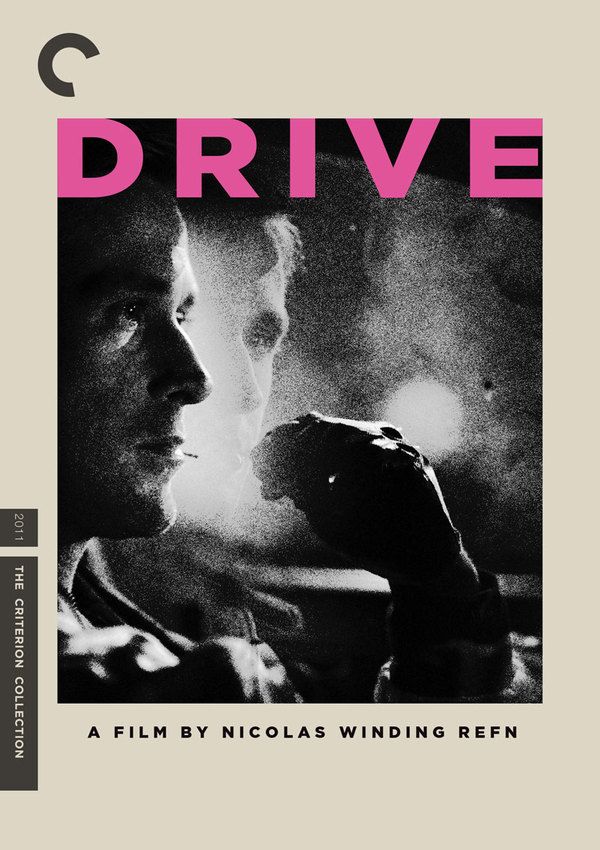 DRIVE
2011
THE CRITERION COLLECTION
A FILM BY NICOLAS WINDING REFN